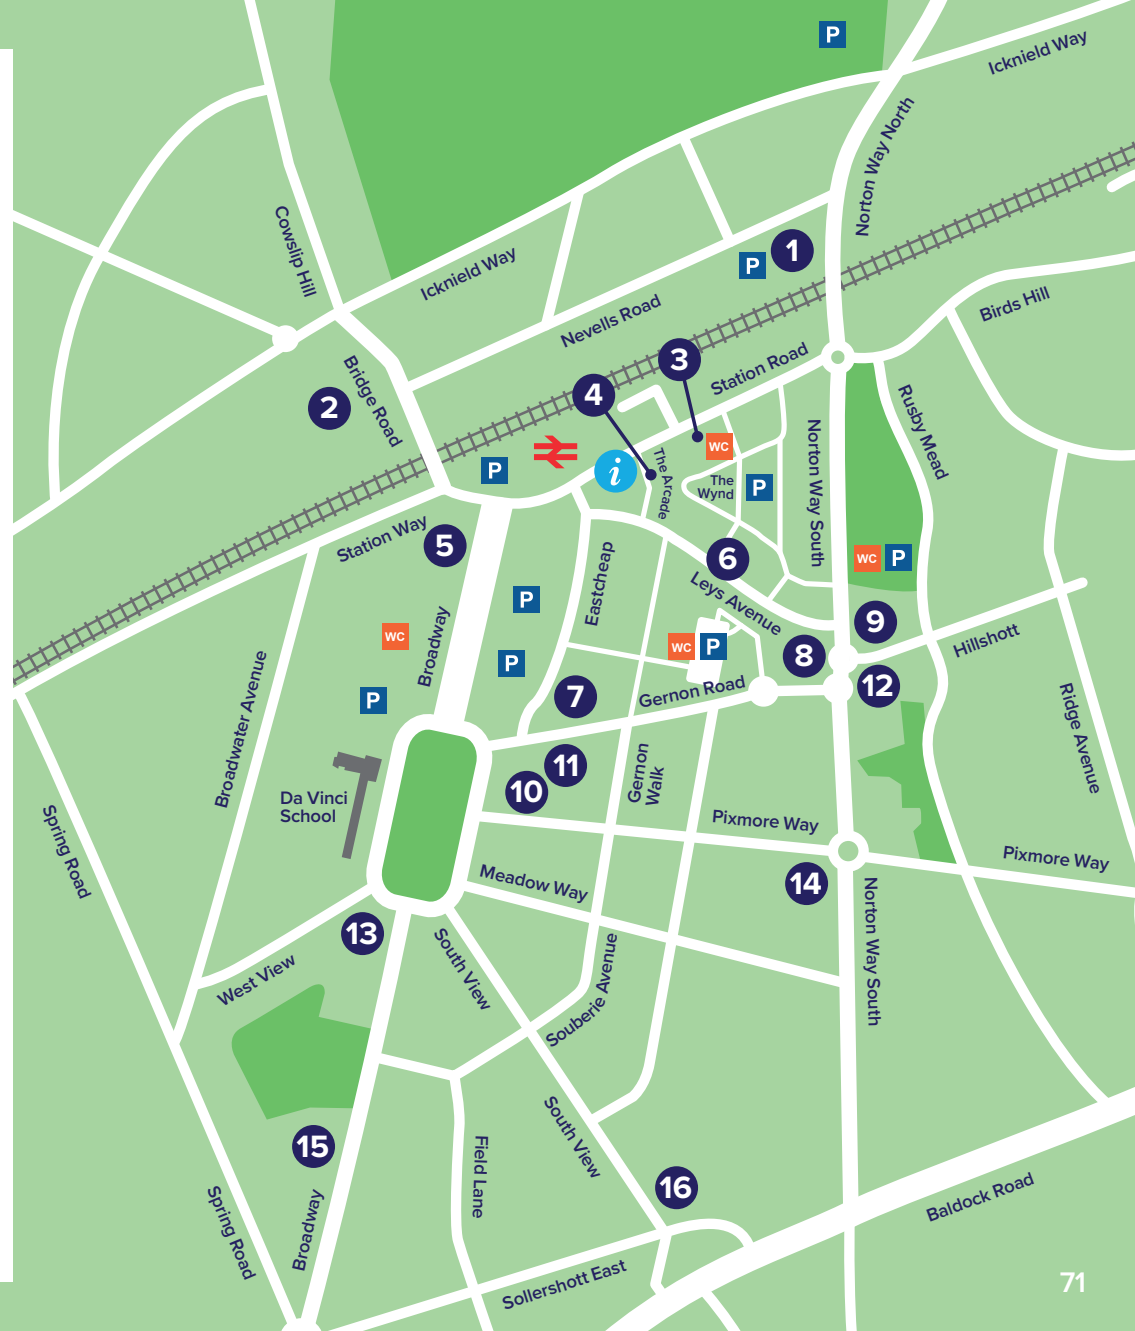 P
Icknield Way
Norton Way North
Cowslip Hill
Icknield Way
P
1
Birds Hill
Nevells Road
Bridge Road
3
Station Road
4
2
Rusby Mead
WC
Norton Way South
P
i
The Arcade
The
Wynd
P
Station Way
5
6
WC
P
Eastcheap
Leys Avenue
P
9
WC
Broadway
WC
P
8
Hillshott
P
P
7
Gernon Road
12
Broadwater Avenue
Ridge Avenue
11
10
Gernon
Walk
Da Vinci
School
Pixmore Way
Pixmore Way
Spring Road
Meadow Way
14
13
South View
Norton Way South
West View
Souberie Avenue
15
South View
Field Lane
16
Spring Road
Broadway
Baldock Road
Sollershott East
71